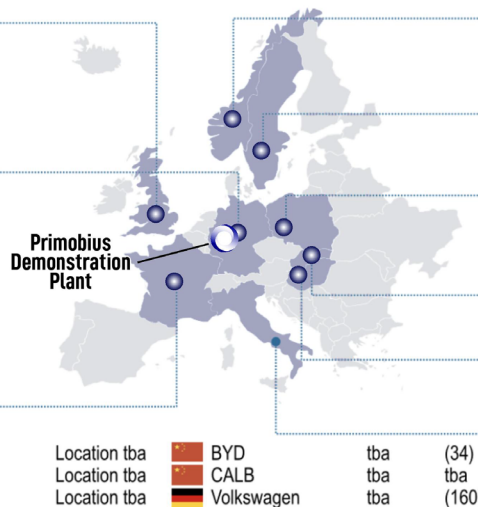 Primobius
Demonstration
Plant
Location tba BYD tba (34)
Location tba CALB tba tba
Location tba Volkswagen tba (160